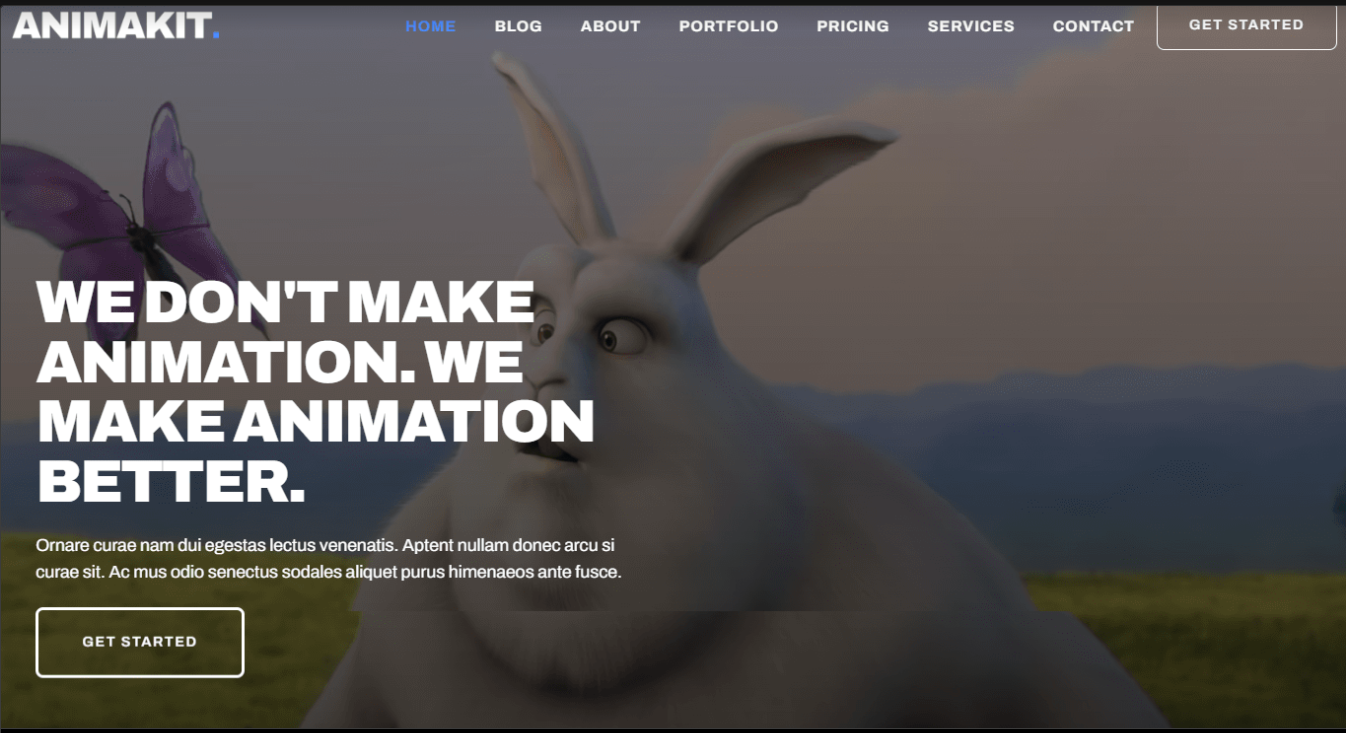 ANIMAKIT.
HOME BLOG ABOUT PORTFOLIO PRICING SERVICES CONTACT GET STARTED
WE DON'T MAKE
ANIMATION. WE
MAKE ANIMATION
BETTER.
Ornare curae nam dui egestas lectus venenatis. Aptent nullam donec arcu si
curae sit. Ac mus odio senectus sodales aliquet purus himenaeos ante fusce.
GET STARTED